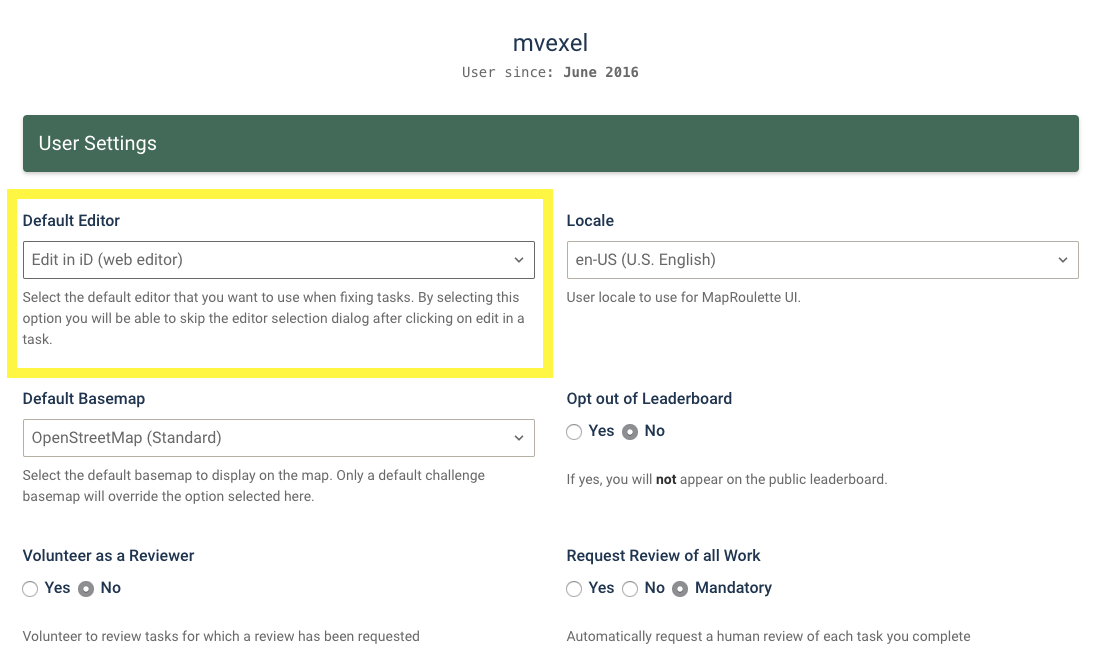 mvexel
User since: June 2016
User Settings
Default Editor
Edit in iD (web editor)
Select the default editor that you want to use when fixing tasks. By selecting this
option you will be able to skip the editor selection dialog after clicking on edit in a
task.
Locale
en-US (U.S. English)
User locale to use for MapRoulette UI.
Default Basemap
OpenStreetMap (Standard)
Select the default basemap to display on the map. Only a default challenge
basemap will override the option selected here.
Opt out of Leaderboard
Yes No
If yes, you will not appear on the public leaderboard.
Volunteer as a Reviewer
Yes No
Volunteer to review tasks for which a review has been requested
Request Review of all Work
Yes No Mandatory
Automatically request a human review of each task you complete